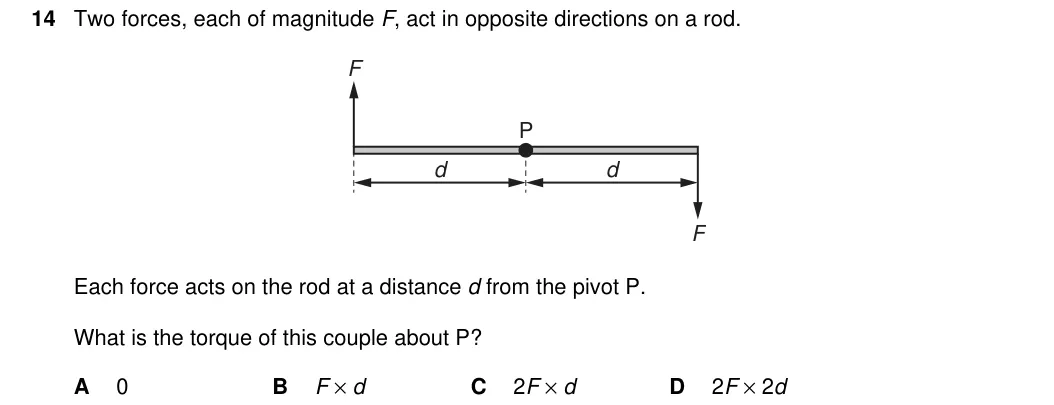 14 Two forces, each of magnitude F, act in opposite directions on a rod.
F
P
d d
F
Each force acts on the rod at a distance d from the pivot P.
What is the torque of this couple about P?
A 0 B F × d C 2F × d D 2F × 2d